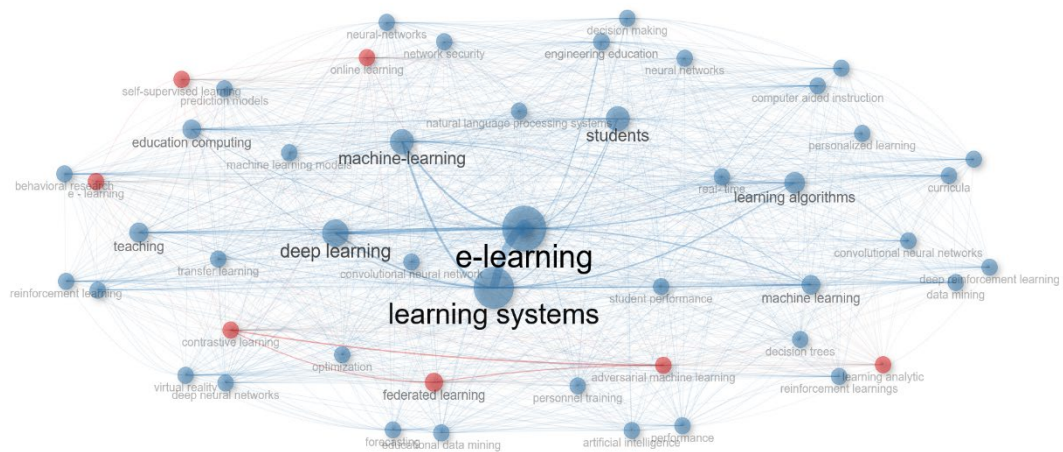 decision making
neural-networks
network security
engineering education
online learning
neural networks
self-supervised learning
prediction models
computer aided instruction
natural language processing systems
students
education computing
machine-learning
personalized learning
machine learning models
behavioral research
e - learning
real- time
learning algorithms
curricula
teaching
deep learning
e-learning
convolutional neural networks
transfer learning
convolutional neural network
deep reinforcement learning
reinforcement learning
student performance
machine learning
data mining
learning systems
contrastive learning
decision trees
optimization
adversarial machine learning
learning analytic
virtual reality
deep neural networks
federated learning
personnel training
reinforcement learnings
forecasting
educational data mining
artificial intelligence
performance